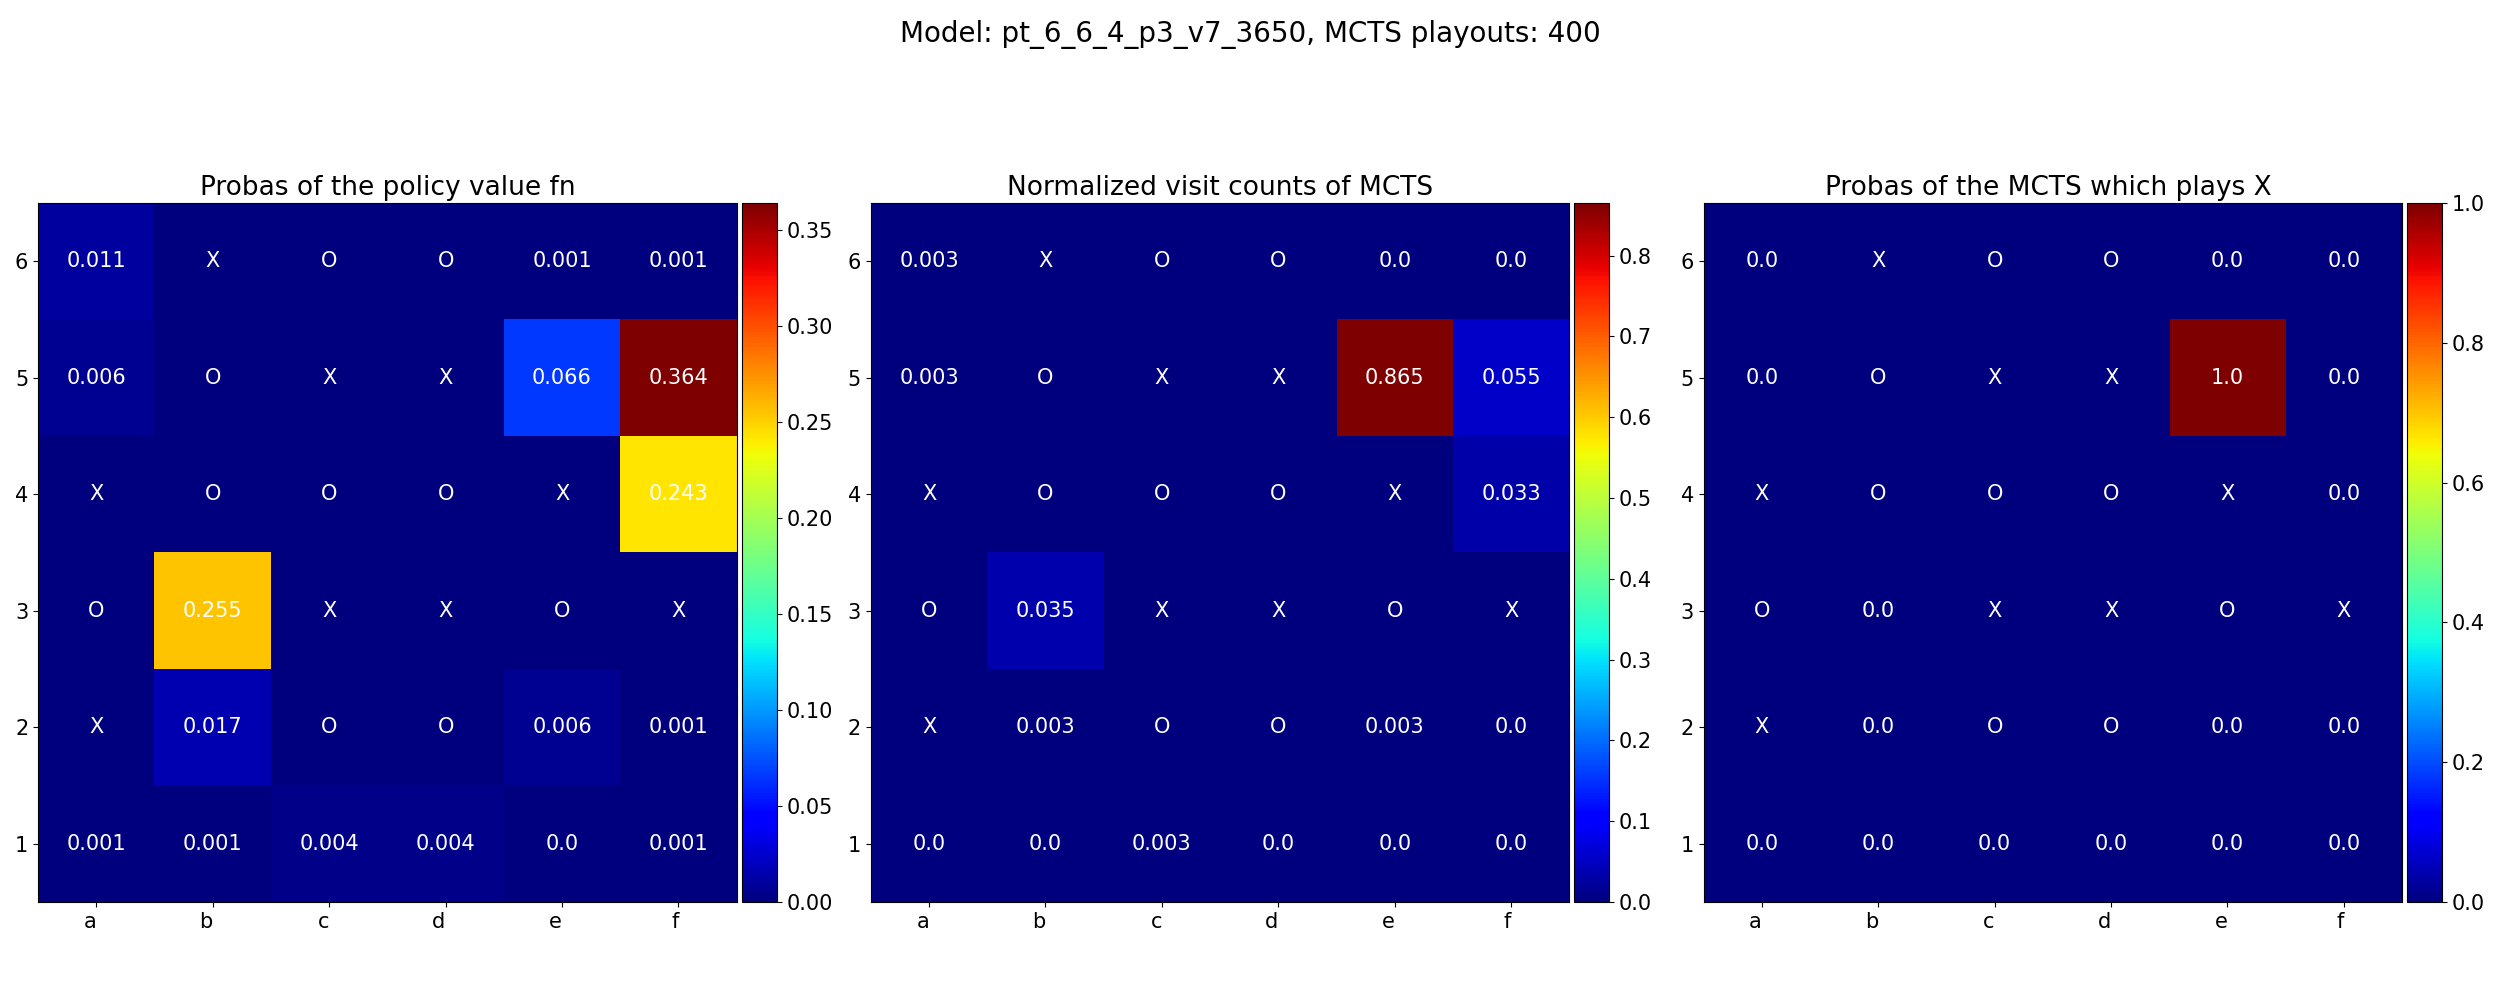 Model: pt_6_6_4_p3_v7_3650, MCTS playouts: 400
Probas of the policy value fn
6 0.011 X O O 0.001 0.001
5 0.006 O X X 0.066 0.364
4 X O O O X 0.243
3 O 0.255 X X O X
2 X 0.017 O O 0.006 0.001
1 0.001 0.001 0.004 0.004 0.0 0.001
a b c d e f
0.35
0.30
0.25
0.20
0.15
0.10
0.05
0.00
Normalized visit counts of MCTS
6 0.003 X O O 0.0 0.0
5 0.003 O X X 0.865 0.055
4 X O O O X 0.033
3 O 0.035 X X O X
2 X 0.003 O O 0.003 0.0
1 0.0 0.0 0.003 0.0 0.0 0.0
a b c d e f
0.8
0.7
0.6
0.5
0.4
0.3
0.2
0.1
0.0
Probas of the MCTS which plays X
6 0.0 X O O 0.0 0.0
5 0.0 O X X 1.0 0.0
4 X O O O X 0.0
3 O 0.0 X X O X
2 X 0.0 O O 0.0 0.0
1 0.0 0.0 0.0 0.0 0.0 0.0
a b c d e f
1.0
0.8
0.6
0.4
0.2
0.0